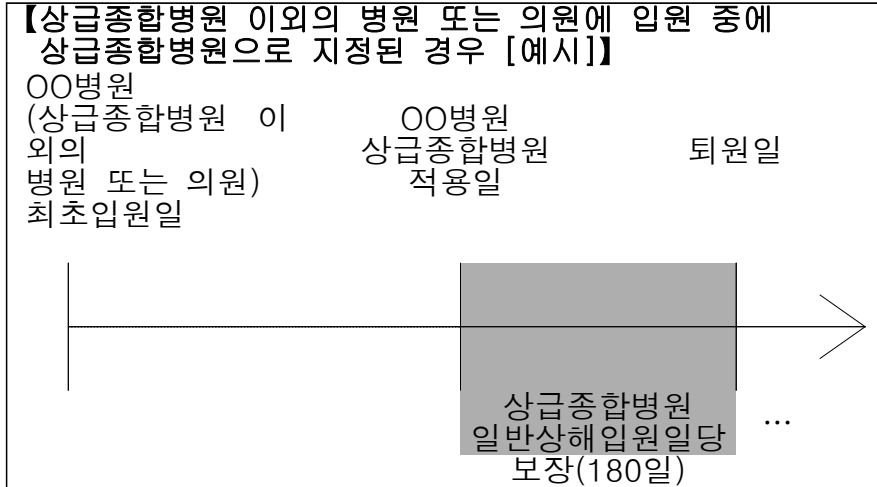 【상급종합병원 이외의 병원 또는 의원에 입원 중에
상급종합병원으로 지정된 경우 [예시]】
OO병원
(상급종합병원 이
외의
병원 또는 의원)
최초입원일
OO병원
상급종합병원
적용일
퇴원일
상급종합병원
일반상해입원일당
보장(180일)
...